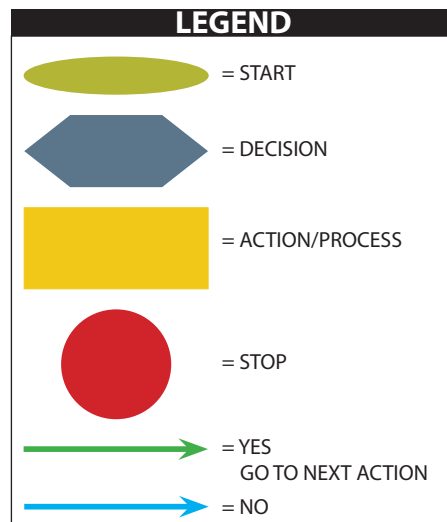 LEGEND
= START
= DECISION
= ACTION/PROCESS
= STOP
= YES
GO TO NEXT ACTION
= NO